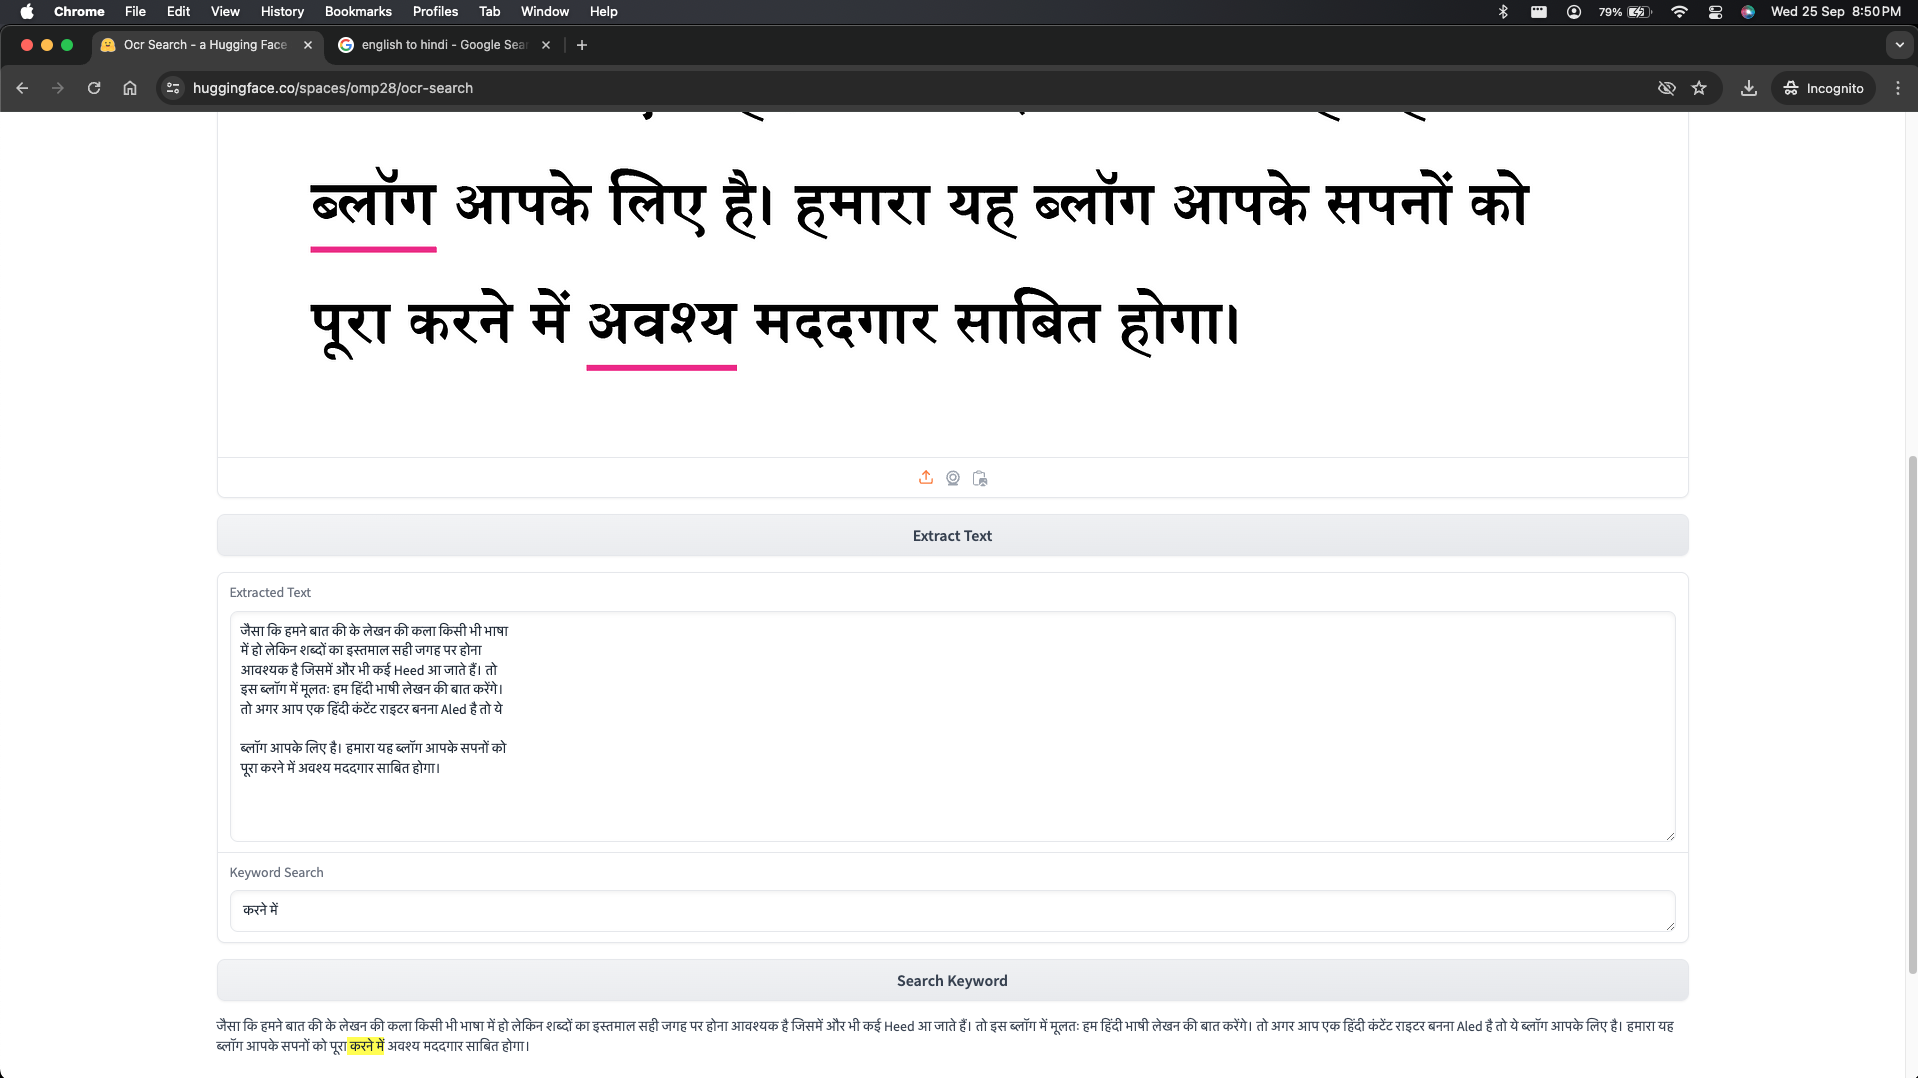 Chrome File Edit View History Bookmarks Profiles Tab Window Help 79% Wed 25 Sep 8:50 PM
Ocr Search - a Hugging Face english to hindi - Google Sea
huggingface.co/spaces/omp28/ocr-search Incognito
ब्लॉग आपके लिए है। हमारा यह ब्लॉग आपके सपनों को
पूरा करने में अवश्य मददगार साबित होगा।
Extract Text
Extracted Text
जैसा कि हमने बात की के लेखन की कला किसी भी भाषा
में हो लेकिन शब्दों का इस्तमाल सही जगह पर होना
आवश्यक है जिसमें और भी कई Heed आ जाते हैं। तो
इस ब्लॉग में मूलतः हम हिंदी भाषी लेखन की बात करेंगे।
तो अगर आप एक हिंदी कंटेंट राइटर बनना Aled है तो ये
ब्लॉग आपके लिए है। हमारा यह ब्लॉग आपके सपनों को
पूरा करने में अवश्य मददगार साबित होगा।
Keyword Search
करने में
Search Keyword
जैसा कि हमने बात की के लेखन की कला किसी भी भाषा में हो लेकिन शब्दों का इस्तमाल सही जगह पर होना आवश्यक है जिसमें और भी कई Heed आ जाते हैं। तो इस ब्लॉग में मूलतः हम हिंदी भाषी लेखन की बात करेंगे। तो अगर आप एक हिंदी कंटेंट राइटर बनना Aled है तो ये ब्लॉग आपके लिए है। हमारा यह
ब्लॉग आपके सपनों को पूरा करने में अवश्य मददगार साबित होगा।